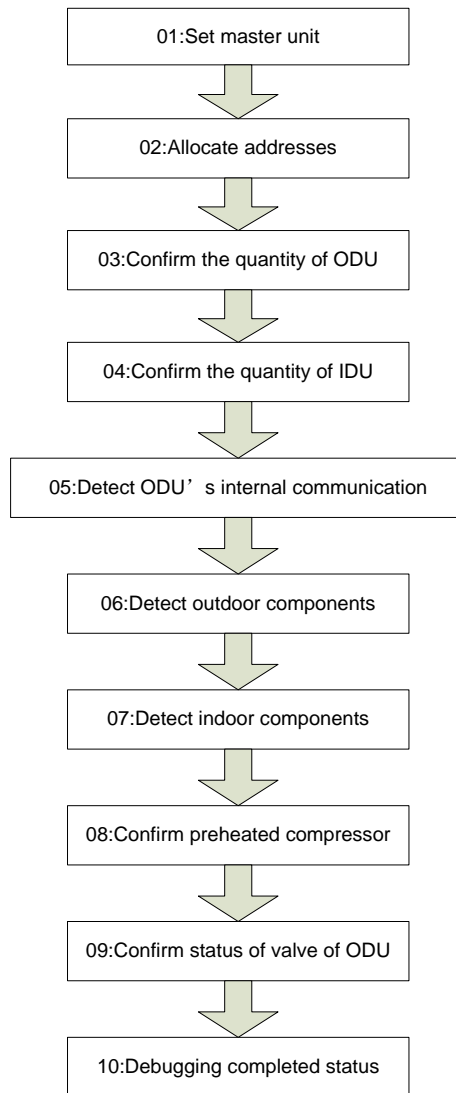 01:Set master unit
02:Allocate addresses
03:Confirm the quantity of ODU
04:Confirm the quantity of IDU
05:Detect ODU’s internal communication
06:Detect outdoor components
07:Detect indoor components
08:Confirm preheated compressor
09:Confirm status of valve of ODU
10:Debugging completed status